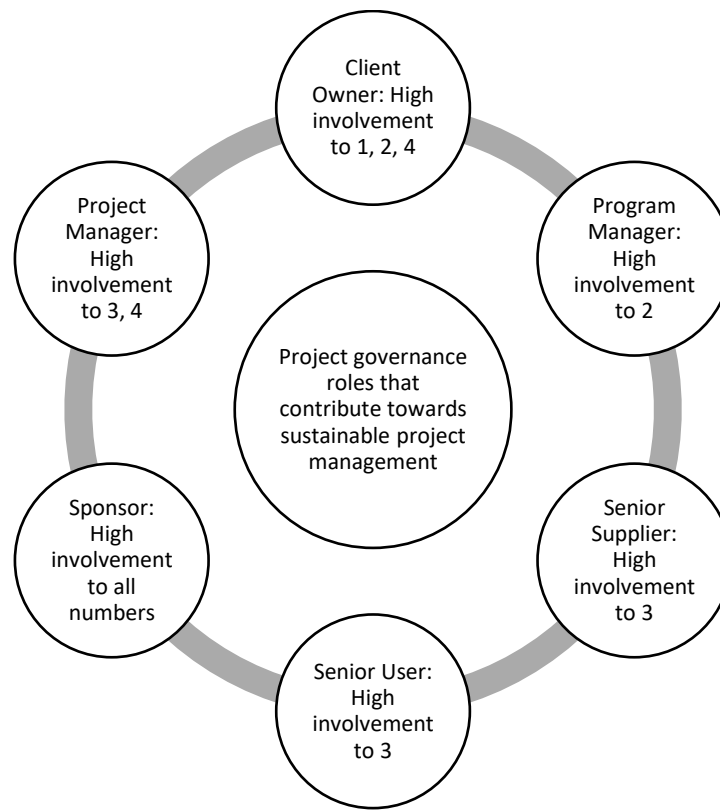 Client
Owner: High
involvement
to 1, 2, 4
Program
Manager:
High
involvement
to 2
Senior
Supplier:
High
involvement
to 3
Senior User:
High
involvement
to 3
Sponsor:
High
involvement
to all
numbers
Project
Manager:
High
involvement
to 3, 4
Project governance
roles that
contribute towards
sustainable project
management